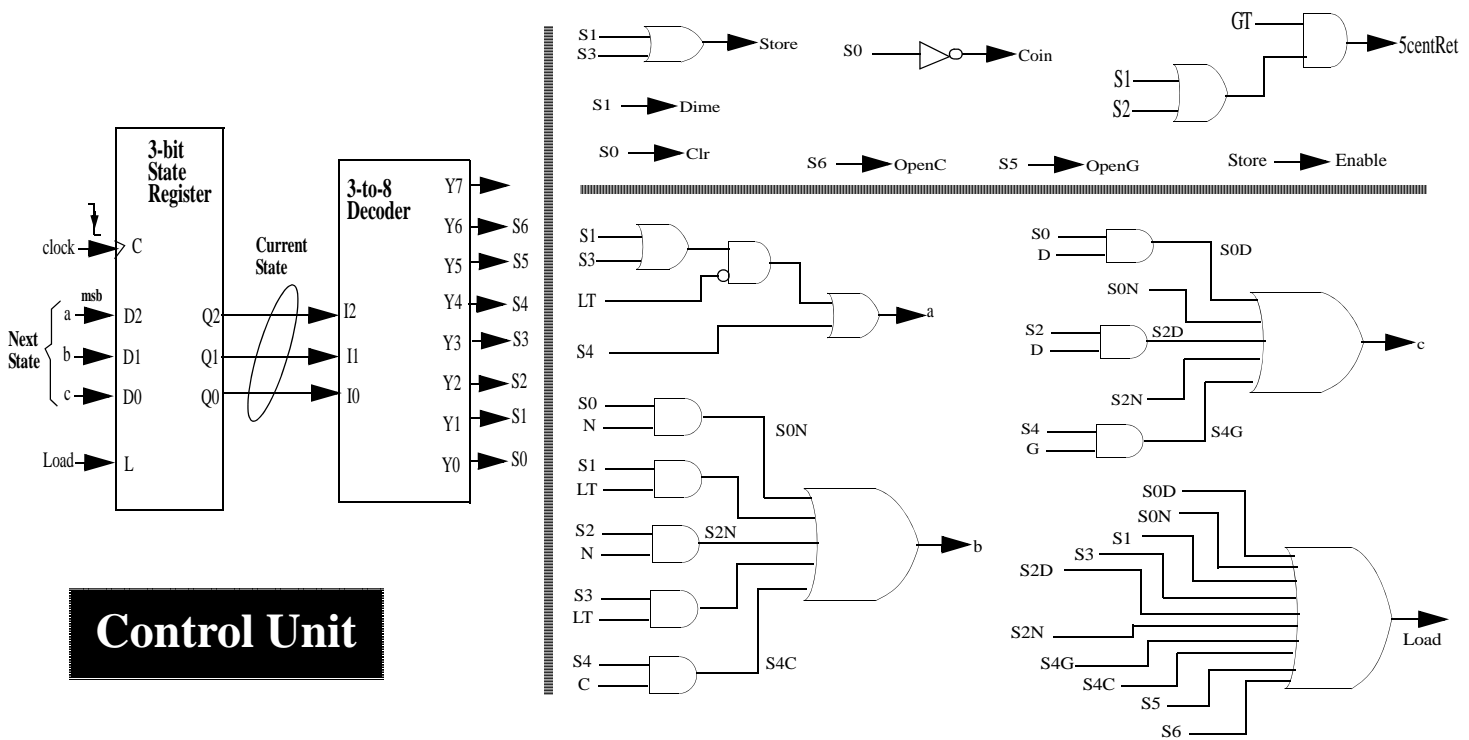 3-bit
State
Register
clock
C
msb
Next
State
a
D2
b
D1
c
D0
Load
L
Q2
Q1
Q0
Current
State
3-to-8
Decoder
I2
I1
I0
Y7
Y6
S6
Y5
S5
Y4
S4
Y3
S3
Y2
S2
Y1
S1
Y0
S0
Control Unit
S1
S3
Store
S0
Coin
GT
S1
S2
5centRet
S1
Dime
S0
Clr
S6
OpenC
S5
OpenG
Store
Enable
S1
S3
LT
S4
a
S0
N
S0N
S1
LT
S2
N
S2N
S3
LT
S4
C
S4C
b
S0
D
S0D
S0N
S2
D
S2D
S2N
S4
G
S4G
c
S0D
S0N
S1
S3
S2D
S2N
S4G
S4C
S5
S6
Load